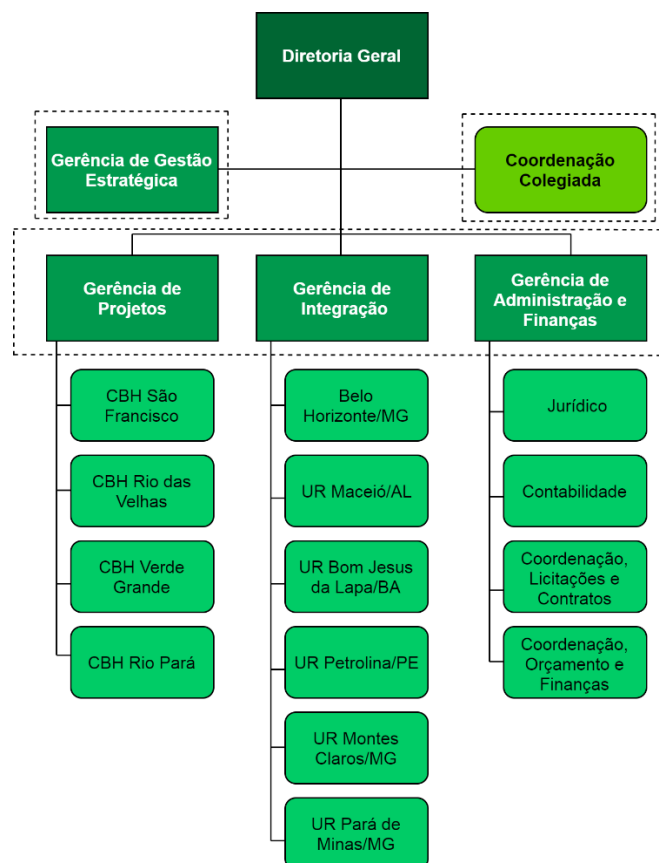 Diretoria Geral
Gerência de Gestão
Estratégica
Coordenação
Colegiada
Gerência de
Projetos
Gerência de
Integração
Gerência de
Administração e
Finanças
CBH São
Francisco
CBH Rio das
Velhas
CBH Verde
Grande
CBH Rio Pará
Belo
Horizonte/MG
UR Maceió/AL
UR Bom Jesus
da Lapa/BA
UR Petrolina/PE
UR Montes
Claros/MG
UR Pará de
Minas/MG
Jurídico
Contabilidade
Coordenação,
Licitações e
Contratos
Coordenação,
Orçamento e
Finanças